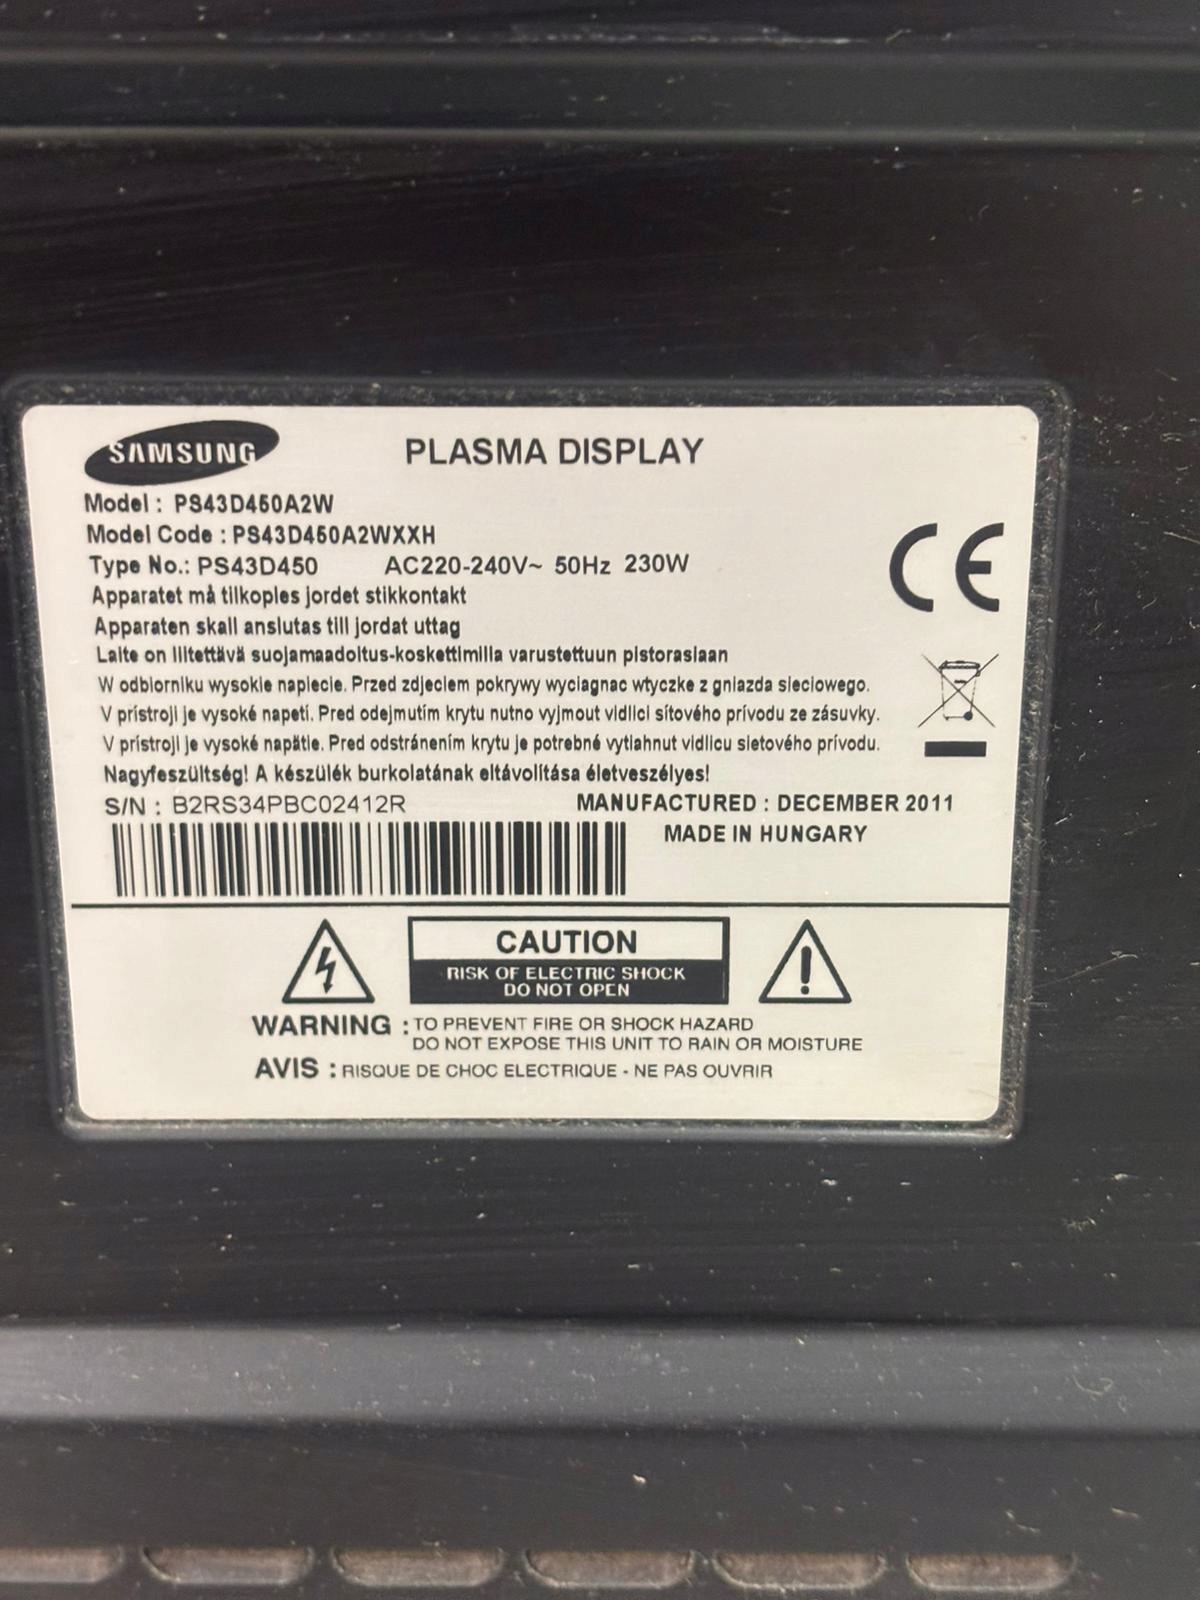 SAMSUNG
PLASMA DISPLAY
Model : PS43D450A2W
Model Code : PS43D450A2WXXH
Type No.: PS43D450 AC220-240V~ 50Hz 230W
Apparatet må tilkoples jordet stikkontakt
Apparaten skall anslutas till jordat uttag
Laite on liitettävä suojamaadoitus-koskettimilla varustettuun pistorasiaan
W odbiorniku wysokie napiecie. Przed zdjeciem pokrywy wyciagnac wtyczke z gniazda sieciowego.
V prístroji je vysoké napetí. Pred odejmutím krytu nutno vyjmout vidlici sítového prívodu ze zásuvky.
V prístroji je vysoké napätie. Pred odstránením krytu je potrebné vytiahnut vidlicu sietového prívodu.
Nagyfeszültség! A készülék burkolatának eltávolítása életveszélyes!
S/N : B2RS34PBC02412R
MANUFACTURED : DECEMBER 2011
MADE IN HUNGARY
CE
CAUTION
RISK OF ELECTRIC SHOCK
DO NOT OPEN
WARNING : TO PREVENT FIRE OR SHOCK HAZARD
DO NOT EXPOSE THIS UNIT TO RAIN OR MOISTURE
AVIS : RISQUE DE CHOC ELECTRIQUE - NE PAS OUVRIR